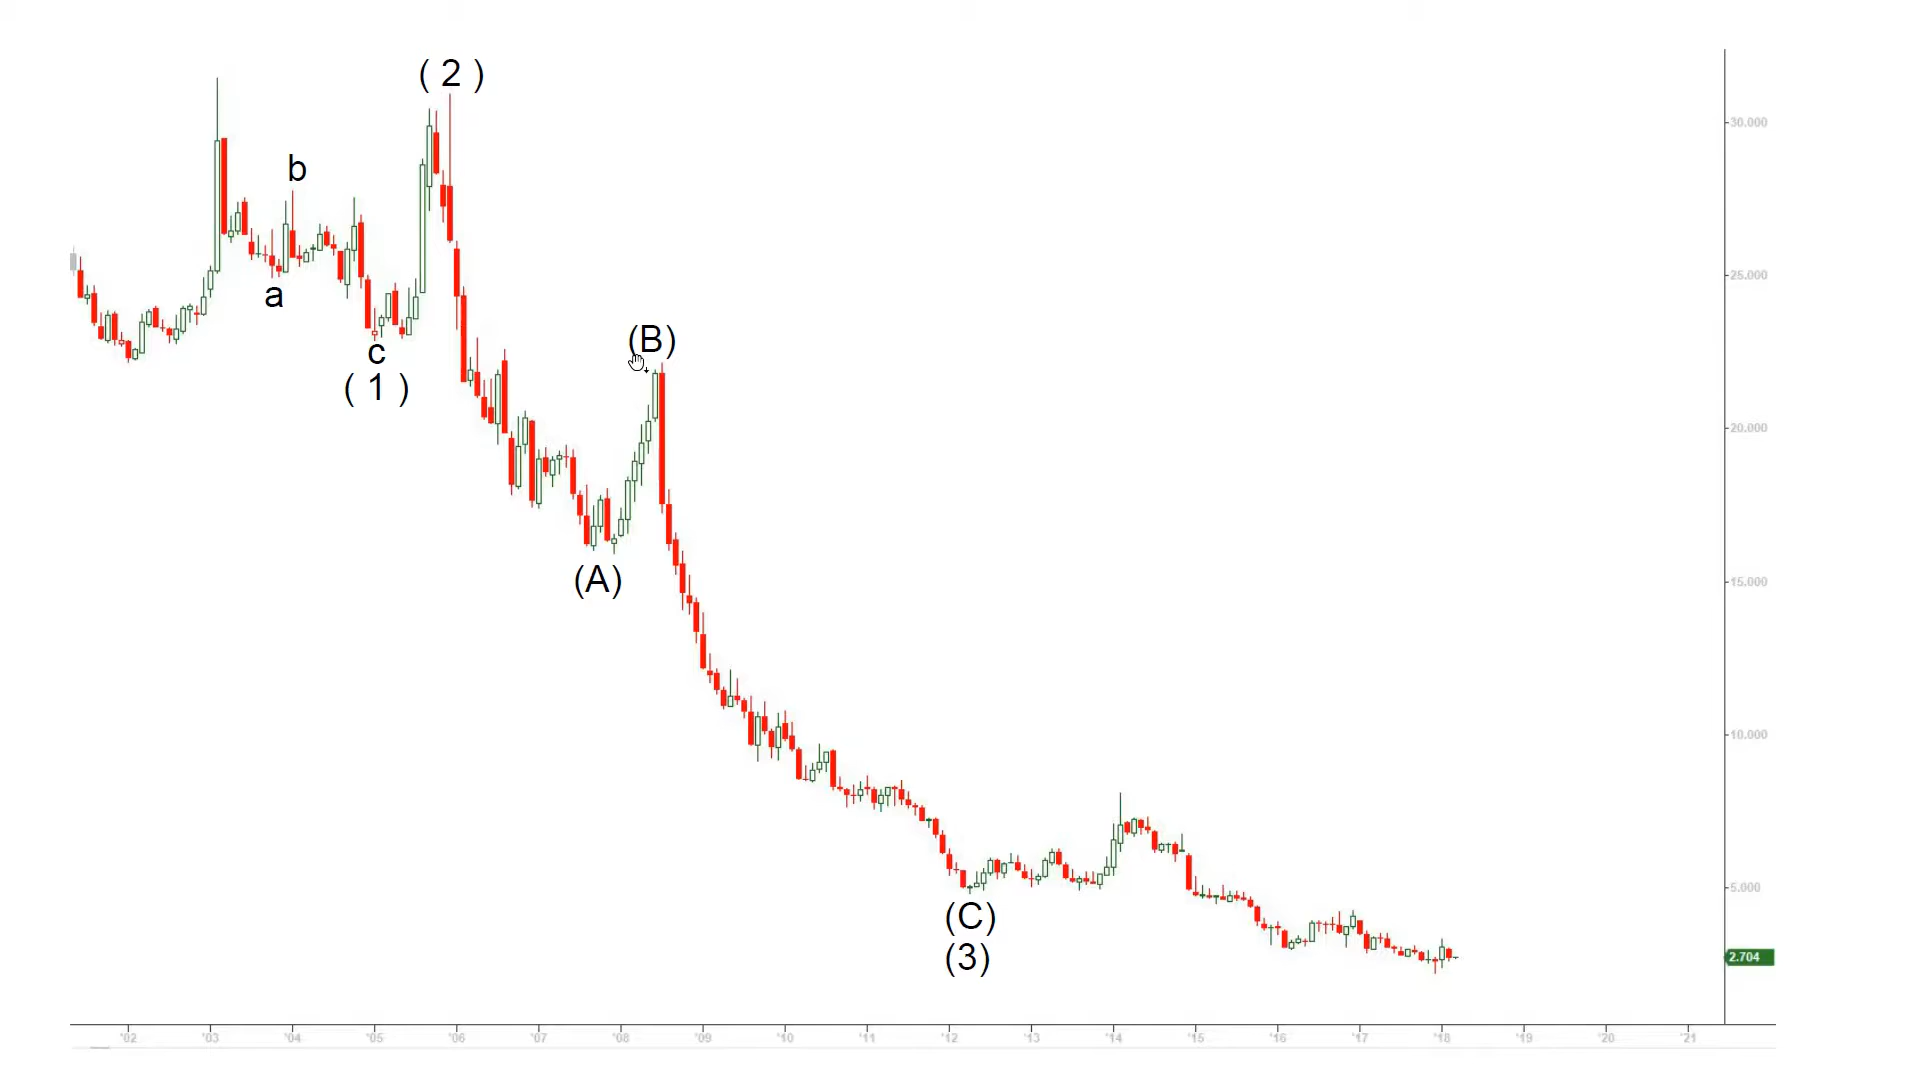 ( 2 )
30.000
b
25.000
a
(B)
c
( 1 )
20.000
(A)
15.000
10.000
5.000
(C)
(3)
2.704
'02 '03 '04 '05 '06 '07 '08 '09 '10 '11 '12 '13 '14 '15 '16 '17 '18 '19 '20 '21